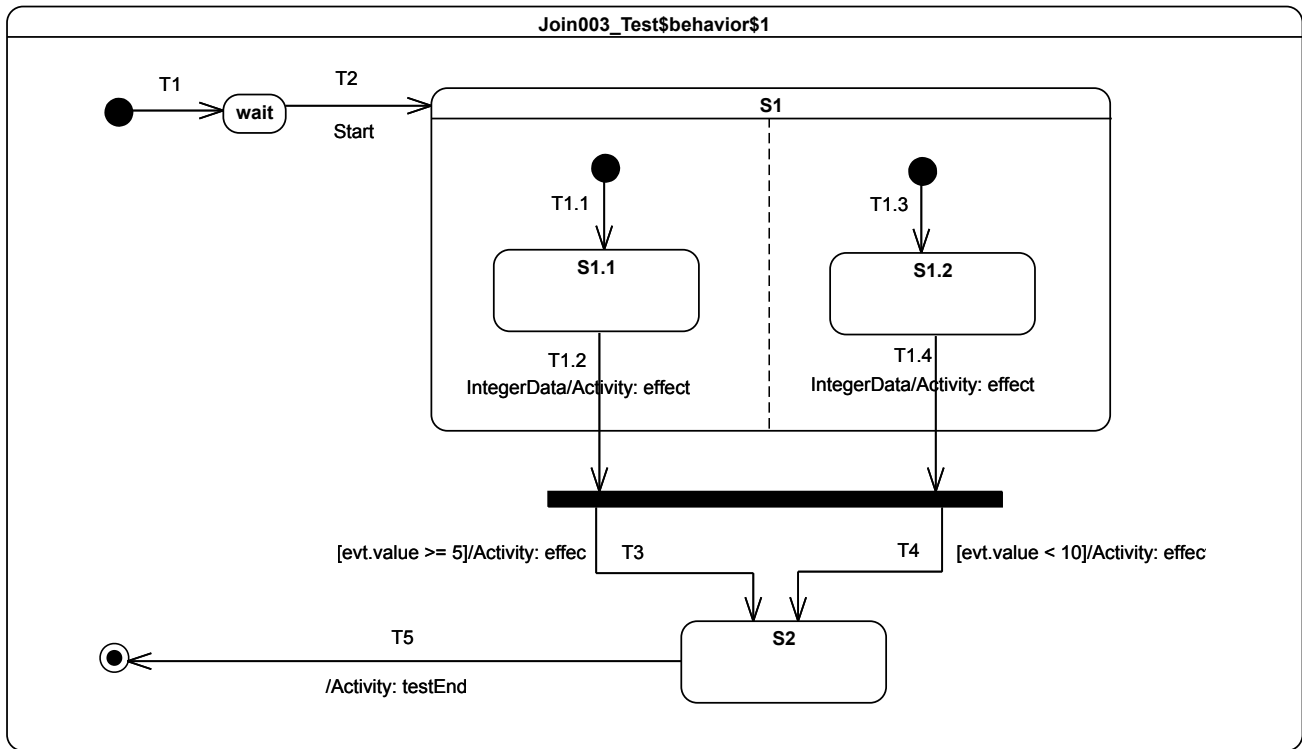 Join003_Test$behavior$1
T1
T2
wait
S1
Start
T1.1
T1.3
S1.1
S1.2
T1.2
T1.4
IntegerData/Activity: effect
IntegerData/Activity: effect
[evt.value >= 5]/Activity: effec
T3
T4
[evt.value < 10]/Activity: effec
T5
S2
/Activity: testEnd